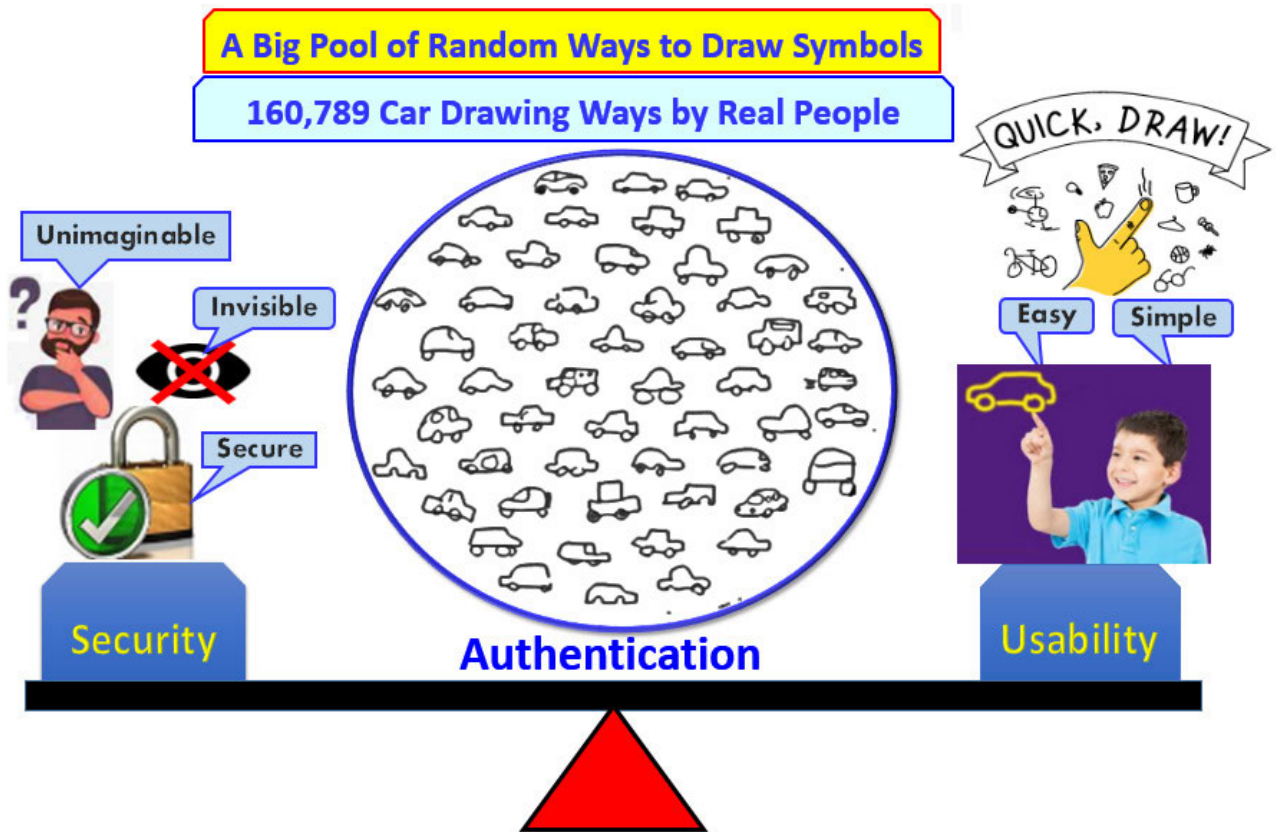 A Big Pool of Random Ways to Draw Symbols
160,789 Car Drawing Ways by Real People
QUICK, DRAW!
Unimaginable
?
Invisible
Easy
Simple
Secure
Security
Authentication
Usability